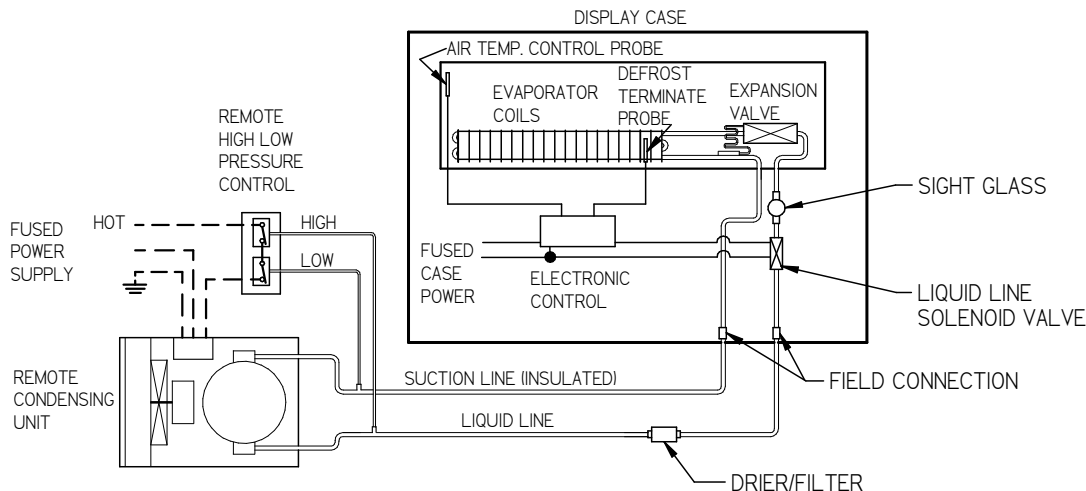 DISPLAY CASE
AIR TEMP. CONTROL PROBE
EVAPORATOR
COILS
DEFROST
TERMINATE
PROBE
EXPANSION
VALVE
REMOTE
HIGH LOW
PRESSURE
CONTROL
SIGHT GLASS
HOT
HIGH
FUSED
POWER
SUPPLY
LOW
FUSED
CASE
POWER
ELECTRONIC
CONTROL
LIQUID LINE
SOLENOID VALVE
REMOTE
CONDENSING
UNIT
SUCTION LINE (INSULATED)
FIELD CONNECTION
LIQUID LINE
DRIER/FILTER